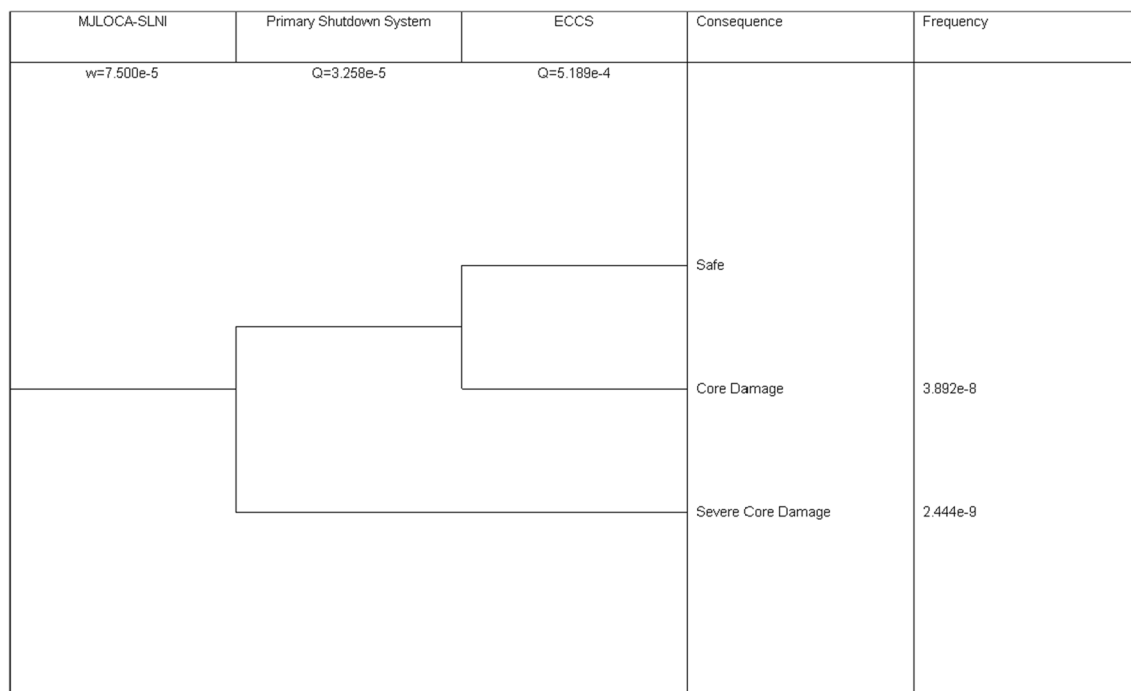 MJLOCA-SLNI Primary Shutdown System ECCS Consequence Frequency
w=7.500e-5 Q=3.258e-5 Q=5.189e-4
Safe
Core Damage 3.892e-8
Severe Core Damage 2.444e-9